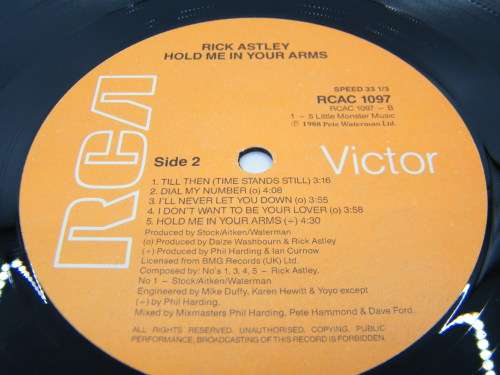 RICK ASTLEY
HOLD ME IN YOUR ARMS
RCA
SPEED 33 1/3
RCAC 1097
RCAC 1097 - B
1 - 5 Little Monster Music
℗ 1988 Pete Waterman Ltd.
Side 2
Victor
1. TILL THEN (TIME STANDS STILL) 3:16
2. DIAL MY NUMBER (o) 4:08
3. I'LL NEVER LET YOU DOWN (o) 3:55
4. I DON'T WANT TO BE YOUR LOVER (o) 3:58
5. HOLD ME IN YOUR ARMS (÷) 4:30
Produced by Stock/Aitken/Waterman
(o) Produced by Daize Washbourn & Rick Astley
(÷) Produced by Phil Harding & Ian Curnow
Licensed from BMG Records (UK) Ltd.
Composed by: No's 1, 3, 4, 5 - Rick Astley,
No 1 - Stock/Aitken/Waterman
Engineered by Mike Duffy, Karen Hewitt & Yoyo except
(÷) by Phil Harding.
Mixed by Mixmasters Phil Harding, Pete Hammond & Dave Ford.
ALL RIGHTS RESERVED. UNAUTHORISED, COPYING, PUBLIC
PERFORMANCE, BROADCASTING OF THIS RECORD IS FORBIDDEN.